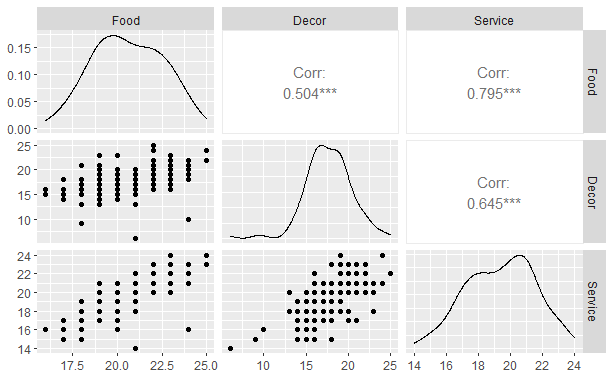 Food Decor Service
0.15
0.10
0.05
0.00
Corr:
0.504***
Corr:
0.795***
Food
25
20
15
10
Corr:
0.645***
Decor
24
22
20
18
16
14
Service
17.5 20.0 22.5 25.0 10 15 20 25 14 16 18 20 22 24